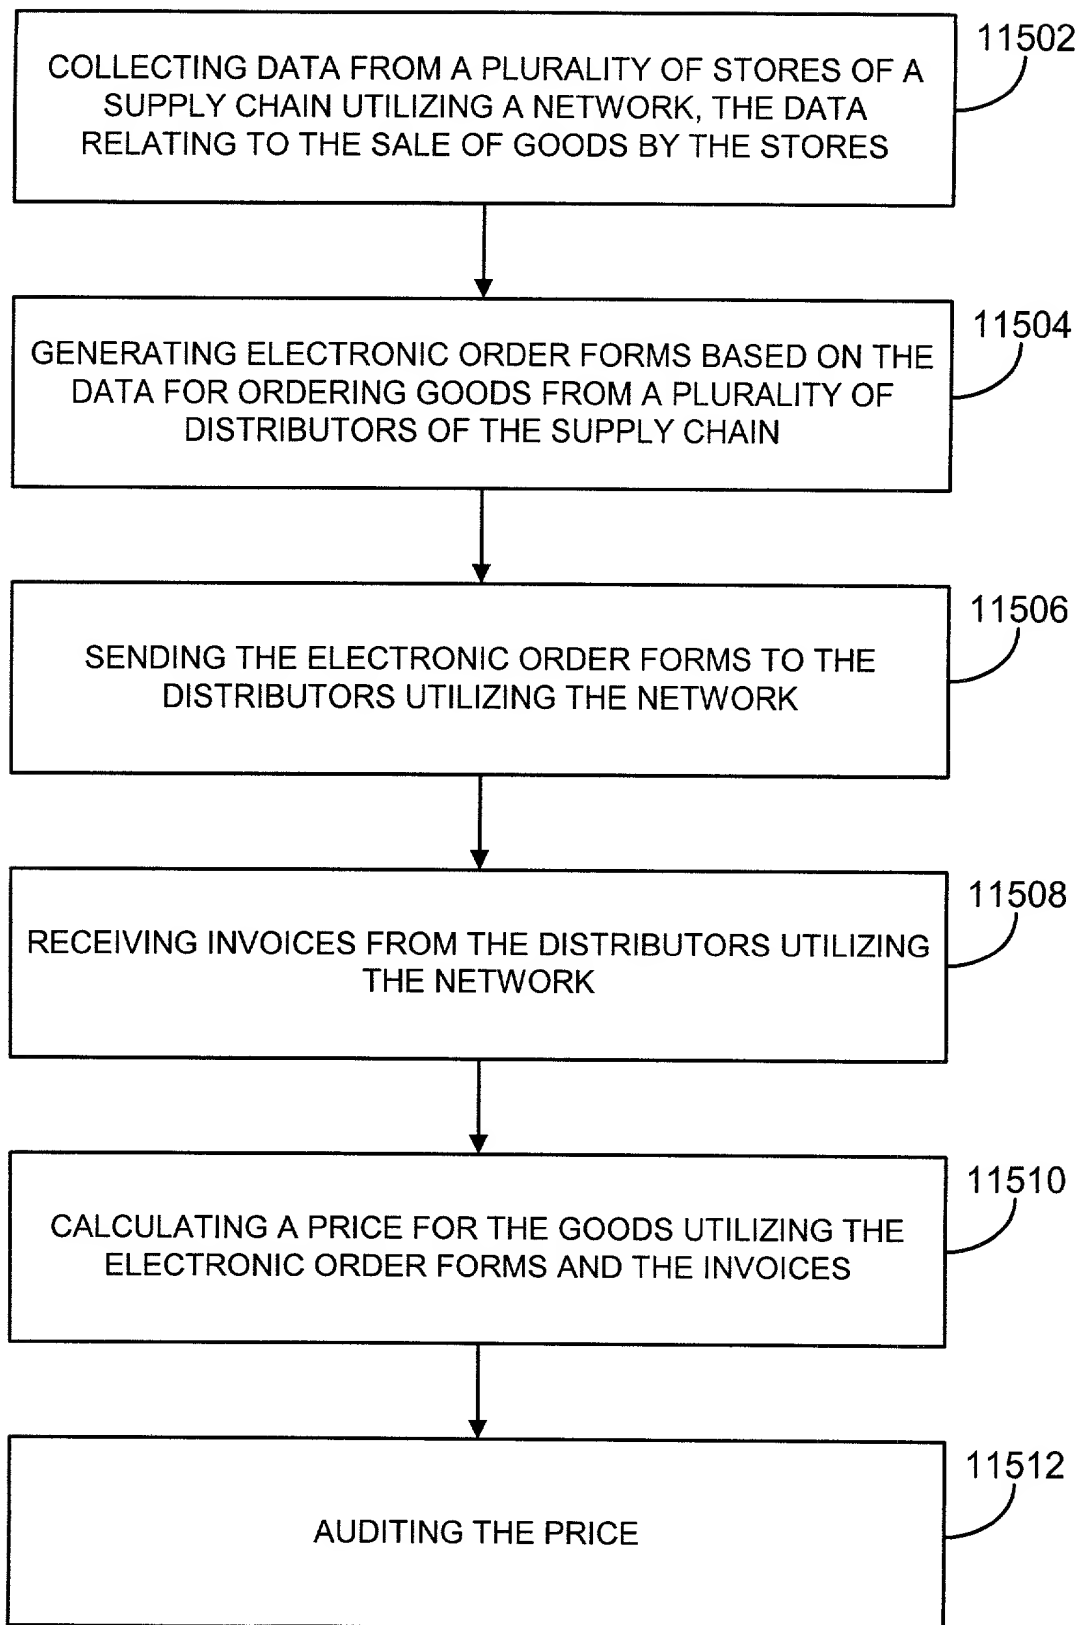 11502
COLLECTING DATA FROM A PLURALITY OF STORES OF A
SUPPLY CHAIN UTILIZING A NETWORK, THE DATA
RELATING TO THE SALE OF GOODS BY THE STORES
11504
GENERATING ELECTRONIC ORDER FORMS BASED ON THE
DATA FOR ORDERING GOODS FROM A PLURALITY OF
DISTRIBUTORS OF THE SUPPLY CHAIN
11506
SENDING THE ELECTRONIC ORDER FORMS TO THE
DISTRIBUTORS UTILIZING THE NETWORK
11508
RECEIVING INVOICES FROM THE DISTRIBUTORS UTILIZING
THE NETWORK
11510
CALCULATING A PRICE FOR THE GOODS UTILIZING THE
ELECTRONIC ORDER FORMS AND THE INVOICES
11512
AUDITING THE PRICE